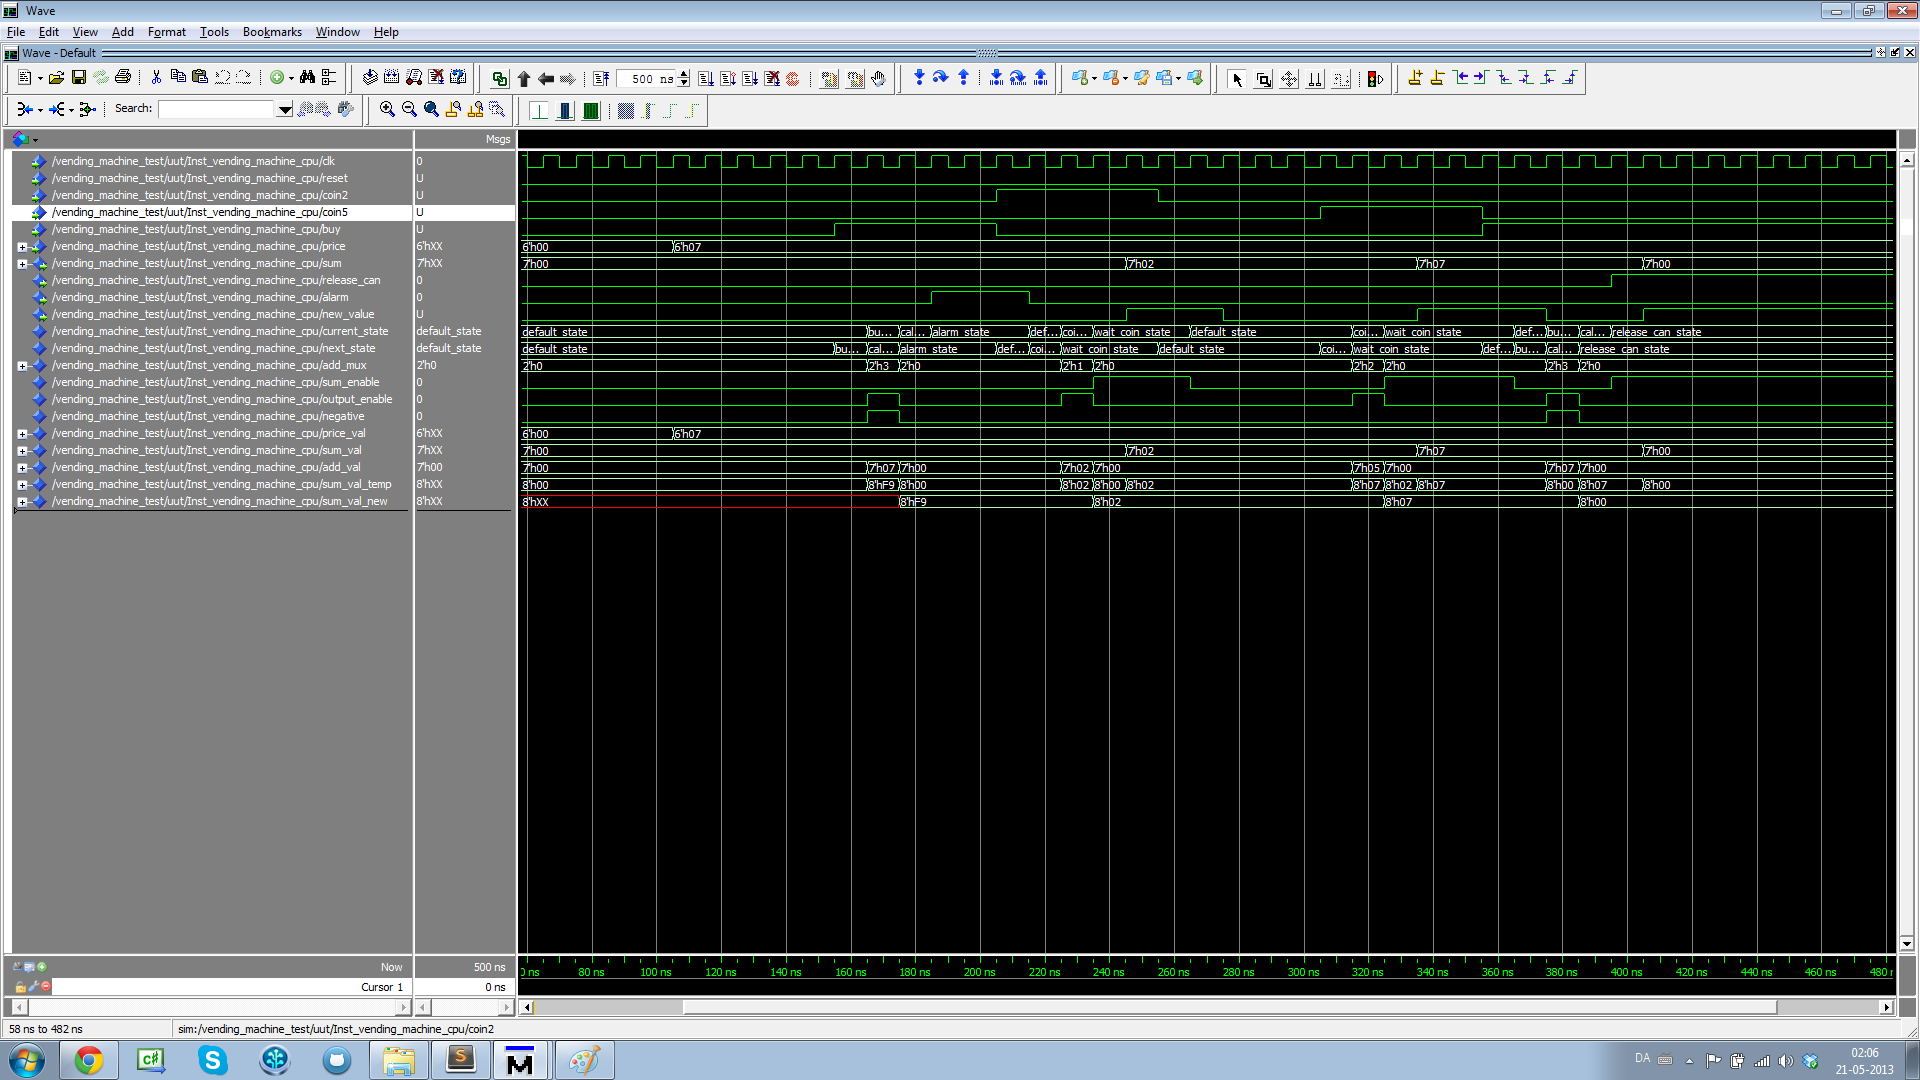 Wave
File Edit View Add Format Tools Bookmarks Window Help
Wave - Default
500 ns
Search:
Msgs
/vending_machine_test/uut/Inst_vending_machine_cpu/clk 0
/vending_machine_test/uut/Inst_vending_machine_cpu/reset U
/vending_machine_test/uut/Inst_vending_machine_cpu/coin2 U
/vending_machine_test/uut/Inst_vending_machine_cpu/coin5 U
/vending_machine_test/uut/Inst_vending_machine_cpu/buy U
/vending_machine_test/uut/Inst_vending_machine_cpu/price 6'hXX 6'h00 6'h07
/vending_machine_test/uut/Inst_vending_machine_cpu/sum 7'hXX 7'h00 7'h02 7'h07 7'h00
/vending_machine_test/uut/Inst_vending_machine_cpu/release_can 0
/vending_machine_test/uut/Inst_vending_machine_cpu/alarm 0
/vending_machine_test/uut/Inst_vending_machine_cpu/new_value U
/vending_machine_test/uut/Inst_vending_machine_cpu/current_state default_state default_state bu... cal... alarm_state def... coi... wait_coin_state default_state coi... wait_coin_state def... bu... cal... release_can_state
/vending_machine_test/uut/Inst_vending_machine_cpu/next_state default_state default_state bu... cal... alarm_state def... coi... wait_coin_state default_state coi... wait_coin_state def... bu... cal... release_can_state
/vending_machine_test/uut/Inst_vending_machine_cpu/add_mux 2'h0 2'h0 2'h3 2'h0 2'h1 2'h0 2'h2 2'h0 2'h3 2'h0
/vending_machine_test/uut/Inst_vending_machine_cpu/sum_enable 0
/vending_machine_test/uut/Inst_vending_machine_cpu/output_enable 0
/vending_machine_test/uut/Inst_vending_machine_cpu/negative 0
/vending_machine_test/uut/Inst_vending_machine_cpu/price_val 6'hXX 6'h00 6'h07
/vending_machine_test/uut/Inst_vending_machine_cpu/sum_val 7'hXX 7'h00 7'h02 7'h07 7'h00
/vending_machine_test/uut/Inst_vending_machine_cpu/add_val 7'h00 7'h00 7'h07 7'h00 7'h02 7'h00 7'h05 7'h00 7'h07 7'h00
/vending_machine_test/uut/Inst_vending_machine_cpu/sum_val_temp 8'hXX 8'h00 8'hF9 8'h00 8'h02 8'h00 8'h02 8'h07 8'h02 8'h07 8'h00 8'h07 8'h00
/vending_machine_test/uut/Inst_vending_machine_cpu/sum_val_new 8'hXX 8'hXX 8'hF9 8'h02 8'h07 8'h00
Now 500 ns
0 ns 80 ns 100 ns 120 ns 140 ns 160 ns 180 ns 200 ns 220 ns 240 ns 260 ns 280 ns 300 ns 320 ns 340 ns 360 ns 380 ns 400 ns 420 ns 440 ns 460 ns 480 n
Cursor 1 0 ns
58 ns to 482 ns sim:/vending_machine_test/uut/Inst_vending_machine_cpu/coin2
C#
S
S
M
DA
02:06
21-05-2013